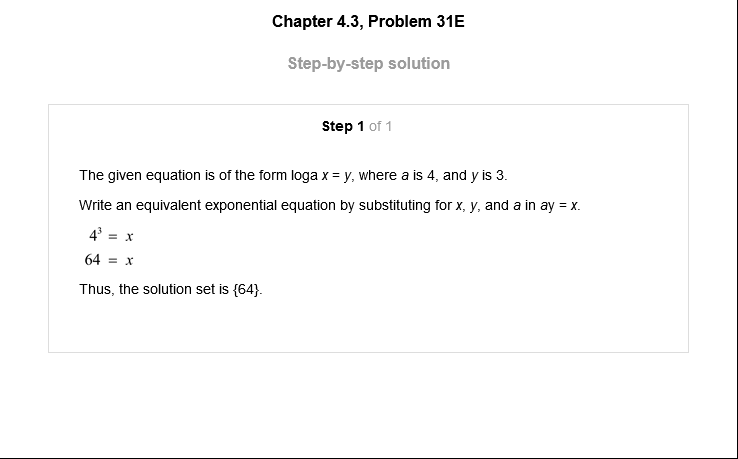 Chapter 4.3, Problem 31E
Step-by-step solution
Step 1 of 1
The given equation is of the form loga x = y, where a is 4, and y is 3.
Write an equivalent exponential equation by substituting for x, y, and a in ay = x.
4³ = x
64 = x
Thus, the solution set is {64}.